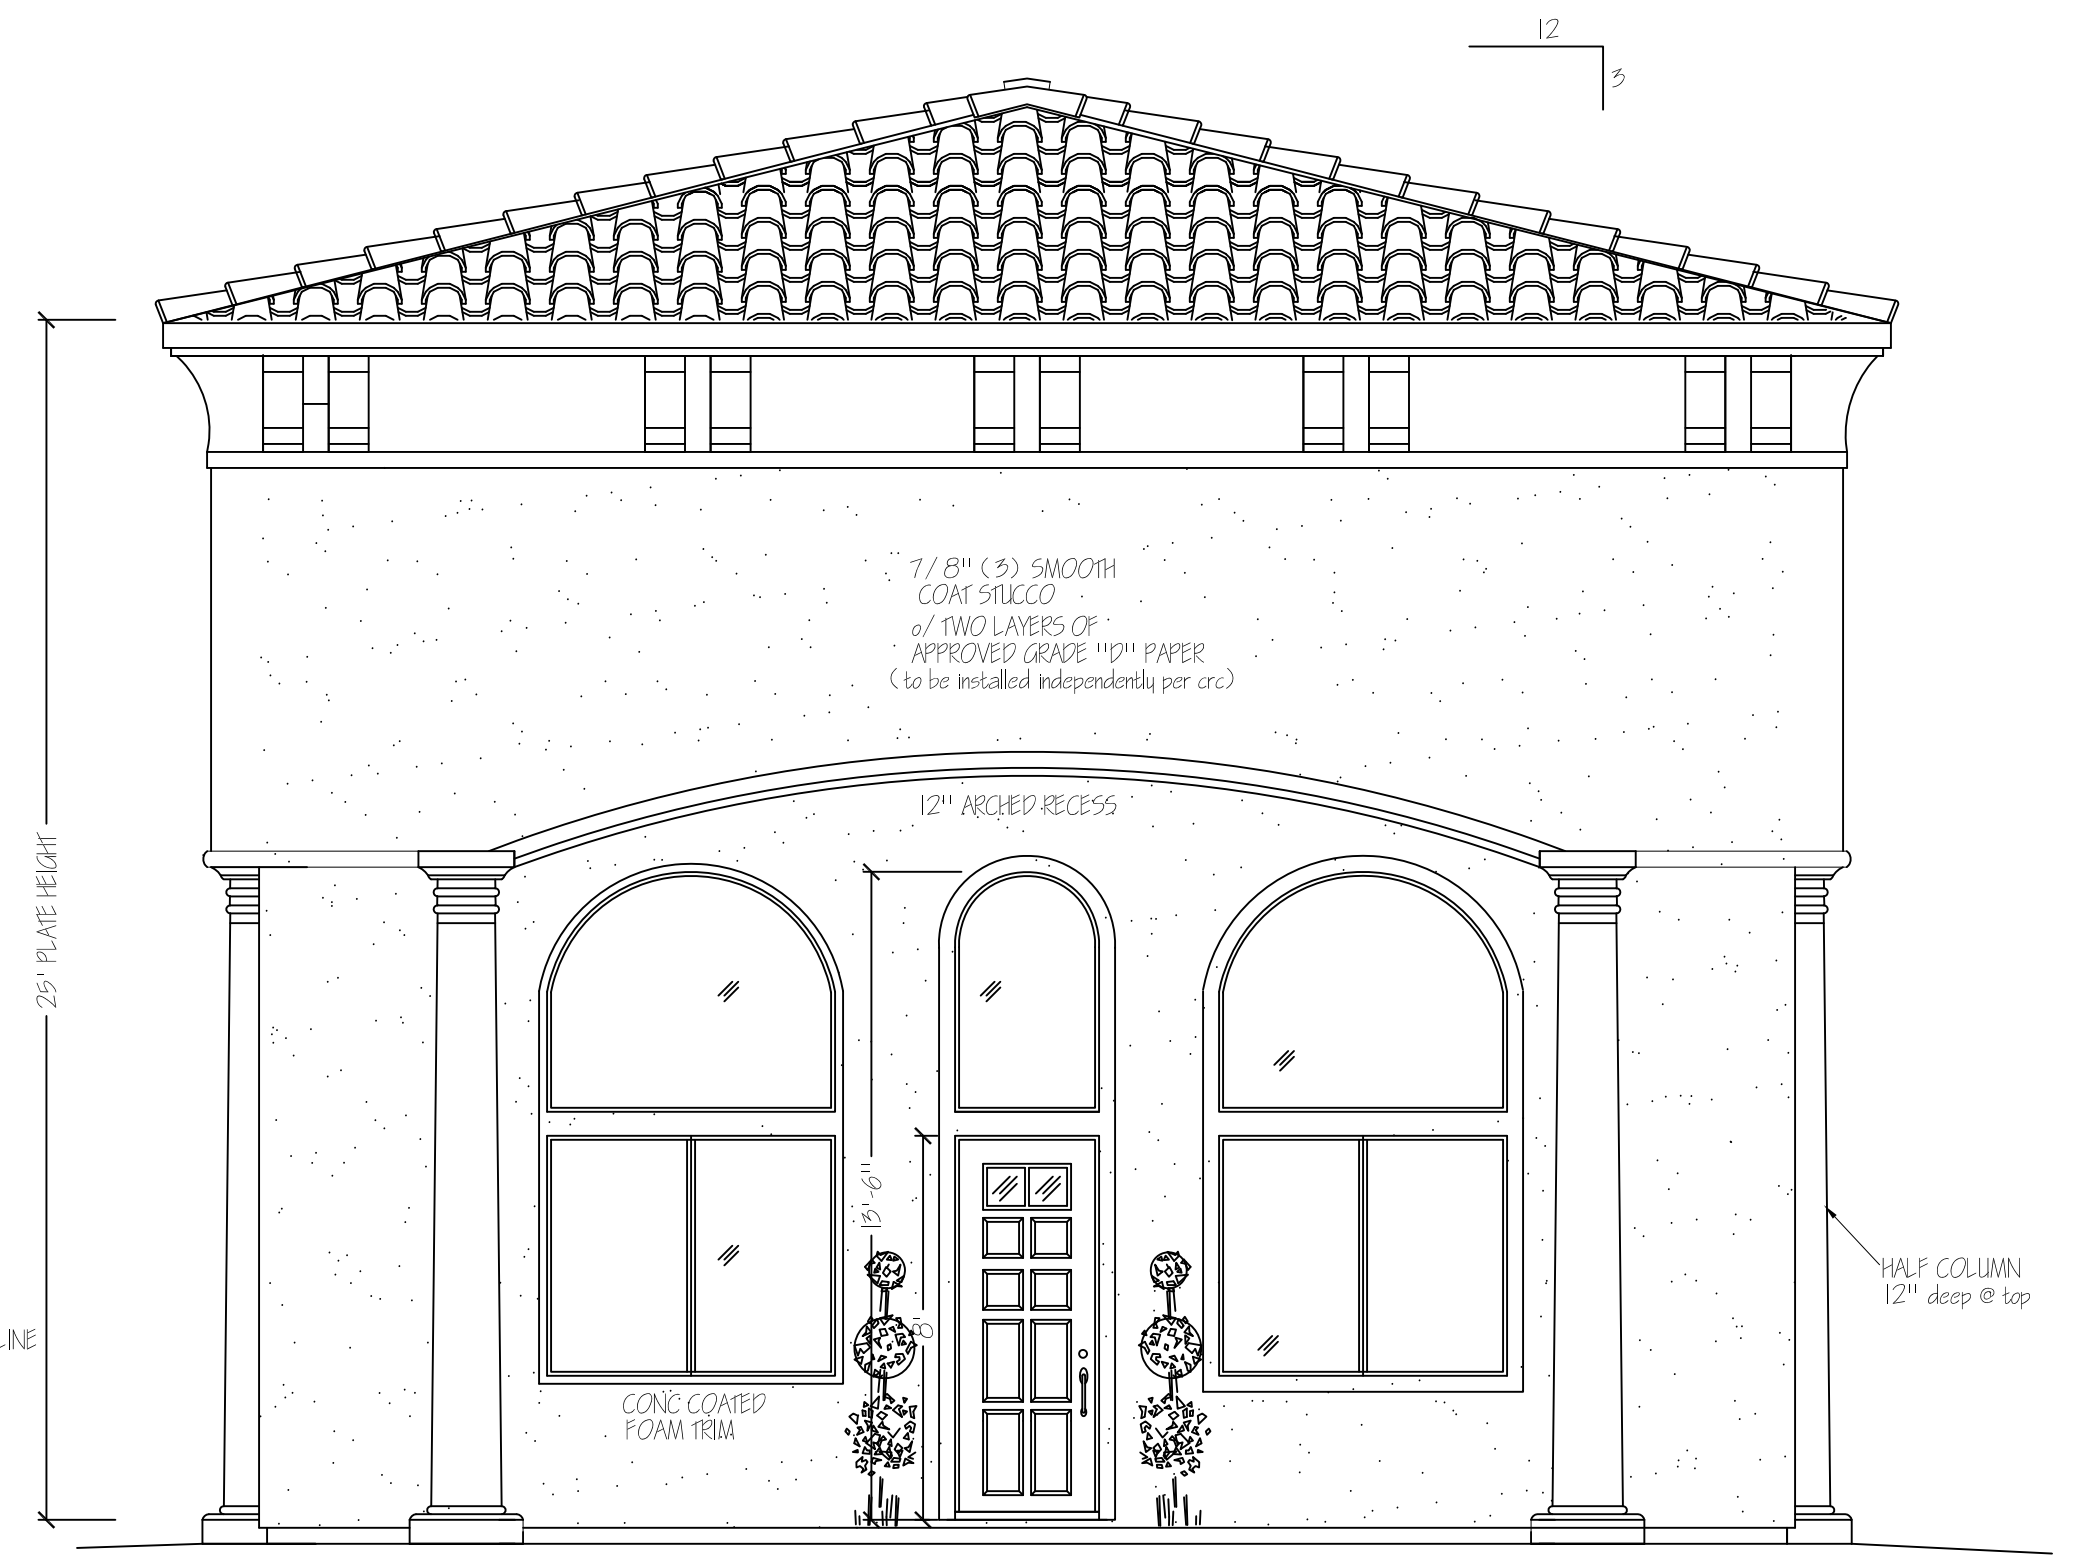 12
3
7/8" (3) SMOOTH
COAT STUCCO
o/ TWO LAYERS OF
APPROVED GRADE "D" PAPER
(to be installed independently per crc)
12" ARCHED RECESS
25' PLATE HEIGHT
13'-6"
8'
HALF COLUMN
12" deep @ top
LINE
CONC COATED
FOAM TRIM